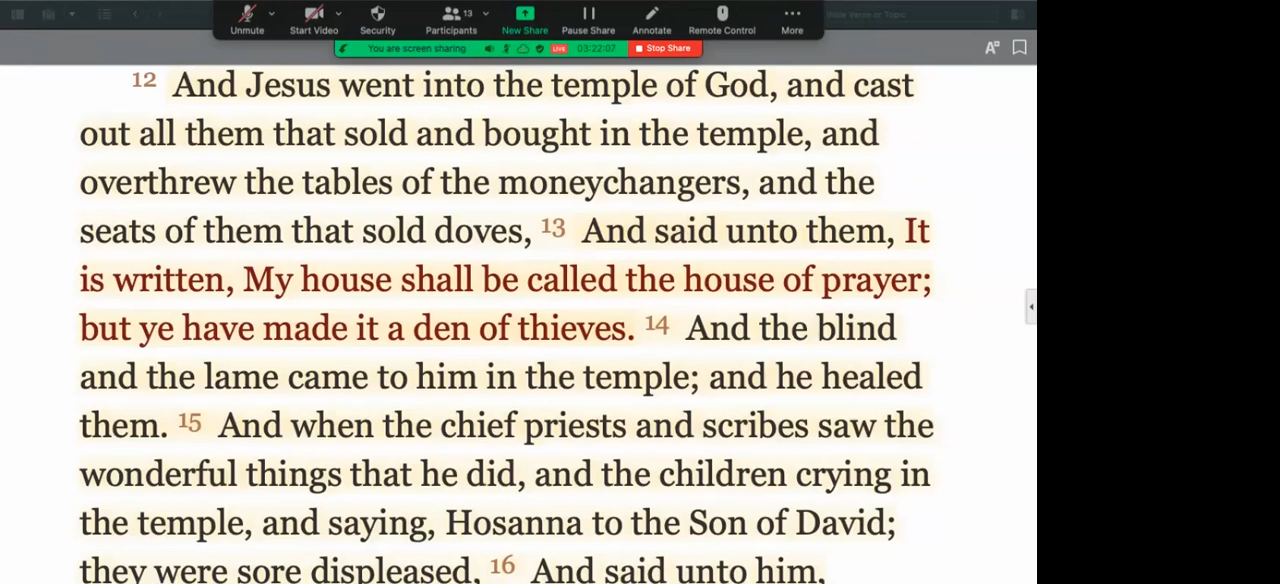 13
Unmute Start Video Security Participants New Share Pause Share Annotate Remote Control More
You are screen sharing LIVE 03:22:07 Stop Share
12 And Jesus went into the temple of God, and cast
out all them that sold and bought in the temple, and
overthrew the tables of the moneychangers, and the
seats of them that sold doves, 13 And said unto them, It
is written, My house shall be called the house of prayer;
but ye have made it a den of thieves. 14 And the blind
and the lame came to him in the temple; and he healed
them. 15 And when the chief priests and scribes saw the
wonderful things that he did, and the children crying in
the temple, and saying, Hosanna to the Son of David;
they were sore displeased, 16 And said unto him,